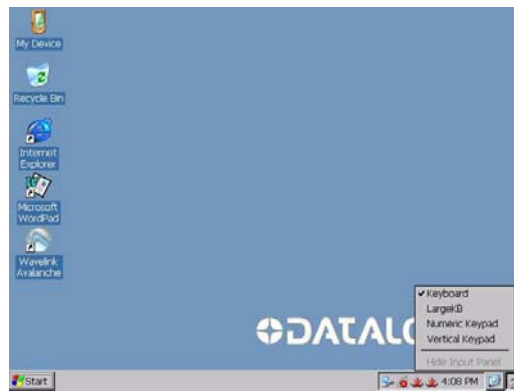 My Device
Recycle Bin
Internet
Explorer
Microsoft
WordPad
Wavelink
Avalanche
Keyboard
LargeKB
Numeric Keypad
Vertical Keypad
Hide Input Panel
DATALO
Start
4:08 PM